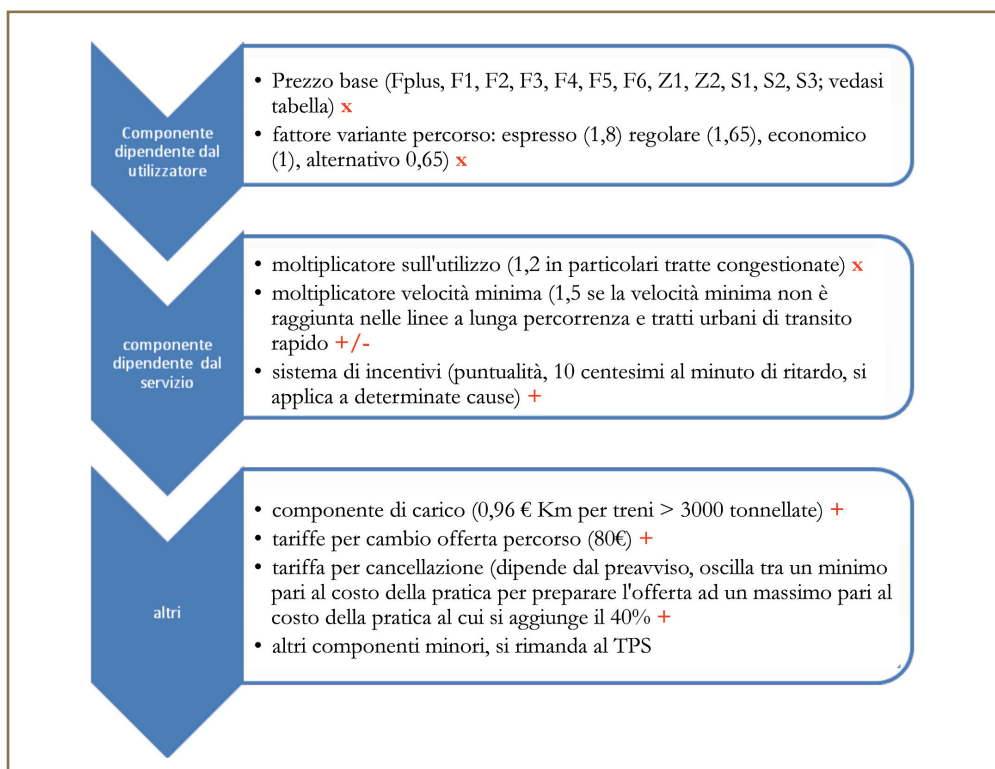 Componente
dipendente dal
utilizzatore
• Prezzo base (Fplus, F1, F2, F3, F4, F5, F6, Z1, Z2, S1, S2, S3; vedasi
tabella) x
• fattore variante percorso: espresso (1,8) regolare (1,65), economico
(1), alternativo 0,65) x
componente
dipendente dal
servizio
• moltiplicatore sull'utilizzo (1,2 in particolari tratte congestionate) x
• moltiplicatore velocità minima (1,5 se la velocità minima non è
raggiunta nelle linee a lunga percorrenza e tratti urbani di transito
rapido +/-
• sistema di incentivi (puntualità, 10 centesimi al minuto di ritardo, si
applica a determinate cause) +
altri
• componente di carico (0,96 € Km per treni > 3000 tonnellate) +
• tariffe per cambio offerta percorso (80€) +
• tariffa per cancellazione (dipende dal preavviso, oscilla tra un minimo
pari al costo della pratica per preparare l'offerta ad un massimo pari al
costo della pratica al cui si aggiunge il 40% +
• altri componenti minori, si rimanda al TPS